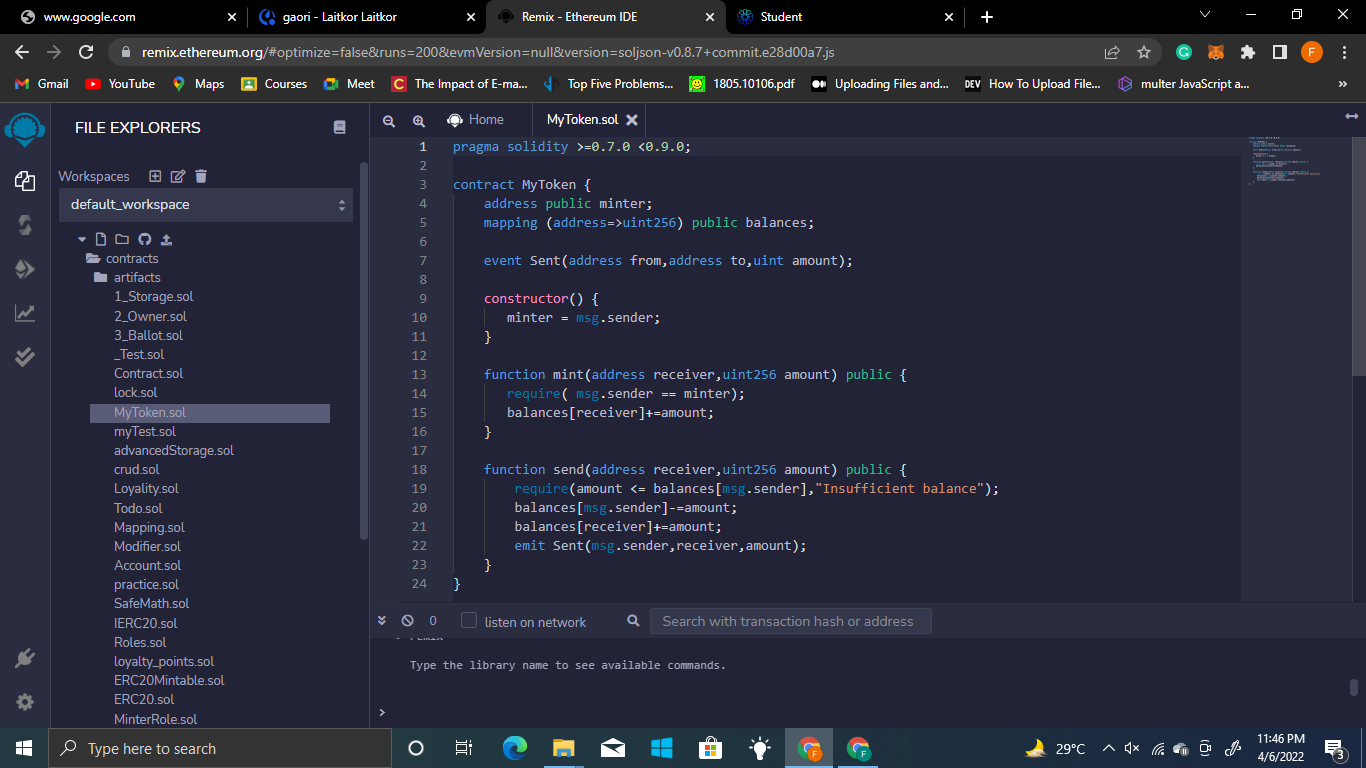 www.google.com
gaori - Laitkor Laitkor
Remix - Ethereum IDE
Student
remix.ethereum.org/#optimize=false&runs=200&evmVersion=null&version=soljson-v0.8.7+commit.e28d00a7.js
F
Gmail
YouTube
Maps
Courses
Meet
The Impact of E-ma...
Top Five Problems...
1805.10106.pdf
Uploading Files and...
DEV How To Upload File...
multer JavaScript a...
FILE EXPLORERS
Home
MyToken.sol
Workspaces
default_workspace
contracts
artifacts
1_Storage.sol
2_Owner.sol
3_Ballot.sol
_Test.sol
Contract.sol
lock.sol
MyToken.sol
myTest.sol
advancedStorage.sol
crud.sol
Loyality.sol
Todo.sol
Mapping.sol
Modifier.sol
Account.sol
practice.sol
SafeMath.sol
IERC20.sol
Roles.sol
loyalty_points.sol
ERC20Mintable.sol
ERC20.sol
MinterRole.sol
1 pragma solidity >=0.7.0 <0.9.0;
2
3 contract MyToken {
4 address public minter;
5 mapping (address=>uint256) public balances;
6
7 event Sent(address from,address to,uint amount);
8
9 constructor() {
10 minter = msg.sender;
11 }
12
13 function mint(address receiver,uint256 amount) public {
14 require( msg.sender == minter);
15 balances[receiver]+=amount;
16 }
17
18 function send(address receiver,uint256 amount) public {
19 require(amount <= balances[msg.sender],"Insufficient balance");
20 balances[msg.sender]-=amount;
21 balances[receiver]+=amount;
22 emit Sent(msg.sender,receiver,amount);
23 }
24 }
0
listen on network
Search with transaction hash or address
remix
Type the library name to see available commands.
>
Type here to search
29°C
11:46 PM
4/6/2022
3